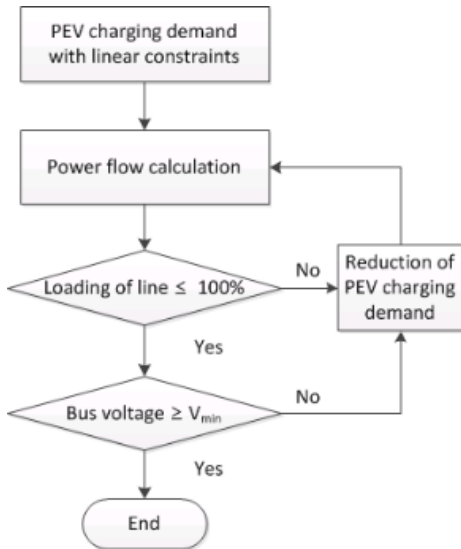 PEV charging demand
with linear constraints
Power flow calculation
Loading of line ≤ 100%
No
Reduction of
PEV charging
demand
Yes
Bus voltage ≥ Vmin
No
Yes
End